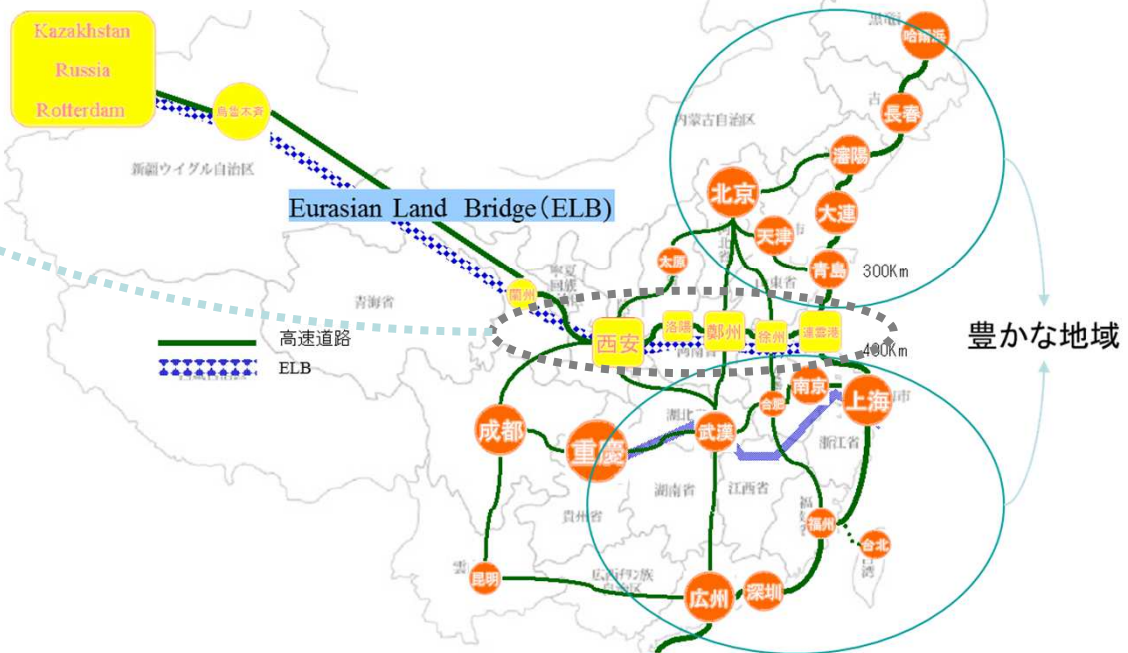 Kazakhstan
Russia
Rotterdam
烏魯木斉
新疆ウイグル自治区
Eurasian Land Bridge(ELB)
内蒙古自治区
哈爾浜
長春
瀋陽
北京
大連
天津
太原
青島
300Km
青海省
蘭州
西安
洛陽
鄭州
徐州
連雲港
400Km
豊かな地域
高速道路
ELB
南京
上海
合肥
成都
重慶
武漢
湖北
浙江省
湖南省
江西省
貴州省
福州
台北
台湾
昆明
雲
広州
深圳